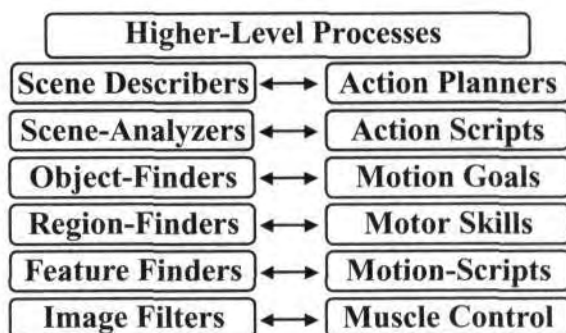 Higher-Level Processes
Scene Describers Action Planners
Scene-Analyzers Action Scripts
Object-Finders Motion Goals
Region-Finders Motor Skills
Feature Finders Motion-Scripts
Image Filters Muscle Control